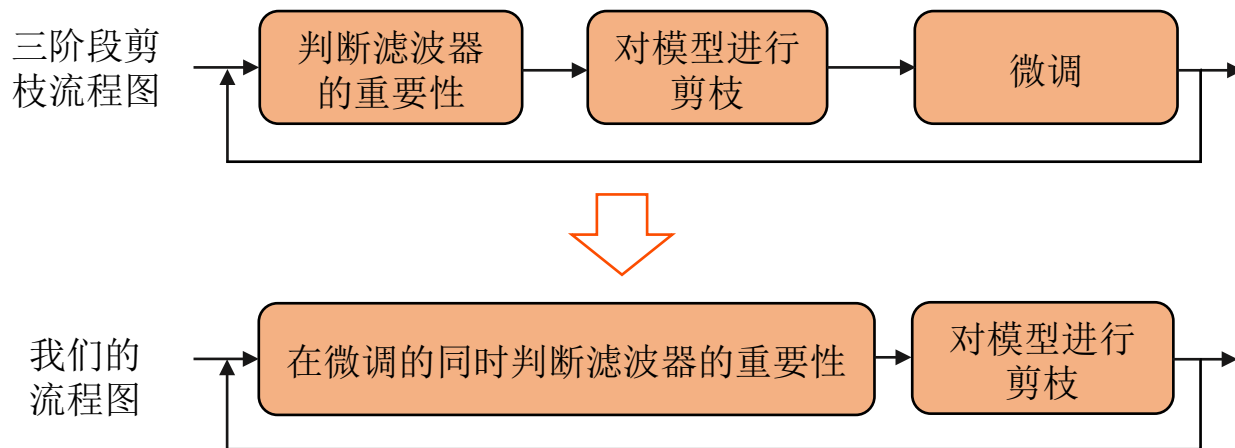 三阶段剪
枝流程图
判断滤波器
的重要性
对模型进行
剪枝
微调
我们的
流程图
在微调的同时判断滤波器的重要性
对模型进行
剪枝